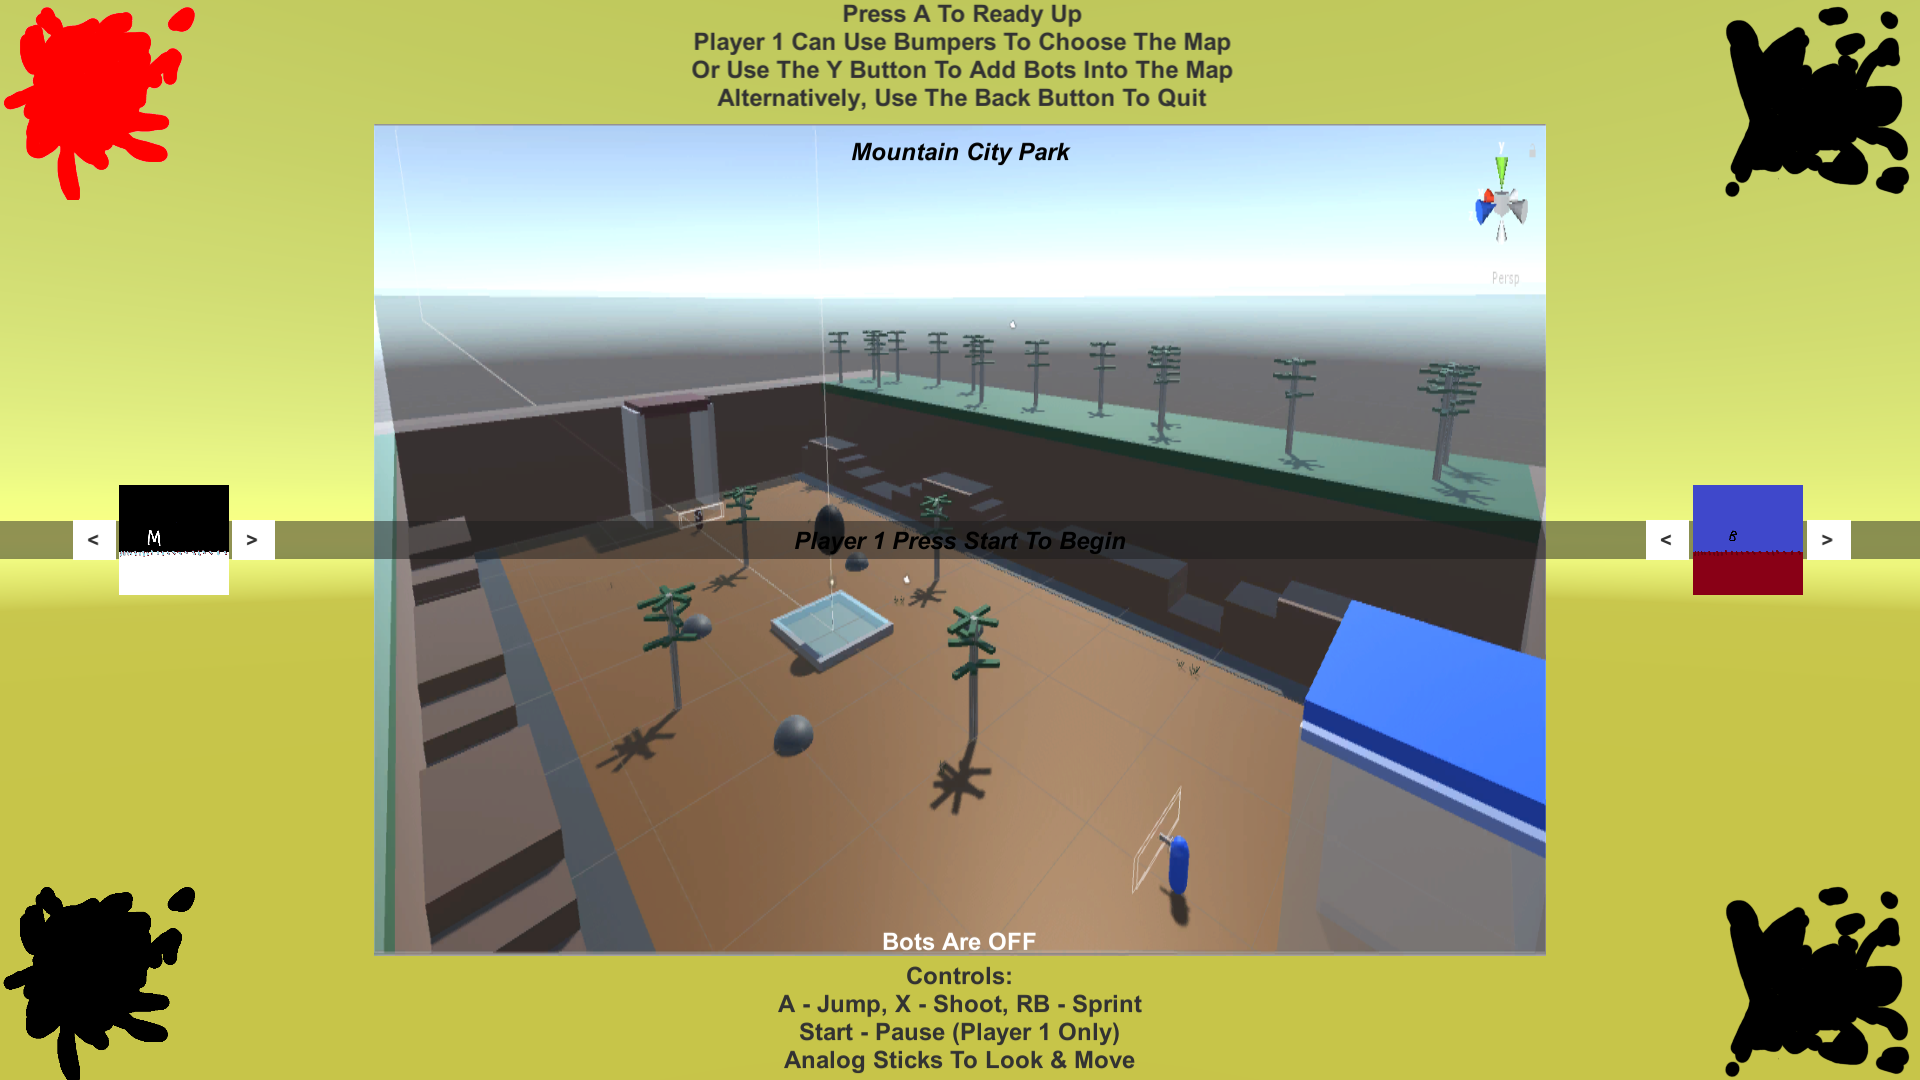 Press A To Ready Up
Player 1 Can Use Bumpers To Choose The Map
Or Use The Y Button To Add Bots Into The Map
Alternatively, Use The Back Button To Quit
Mountain City Park
y
Persp
< M >
Player 1 Press Start To Begin
< B >
Bots Are OFF
Controls:
A - Jump, X - Shoot, RB - Sprint
Start - Pause (Player 1 Only)
Analog Sticks To Look & Move